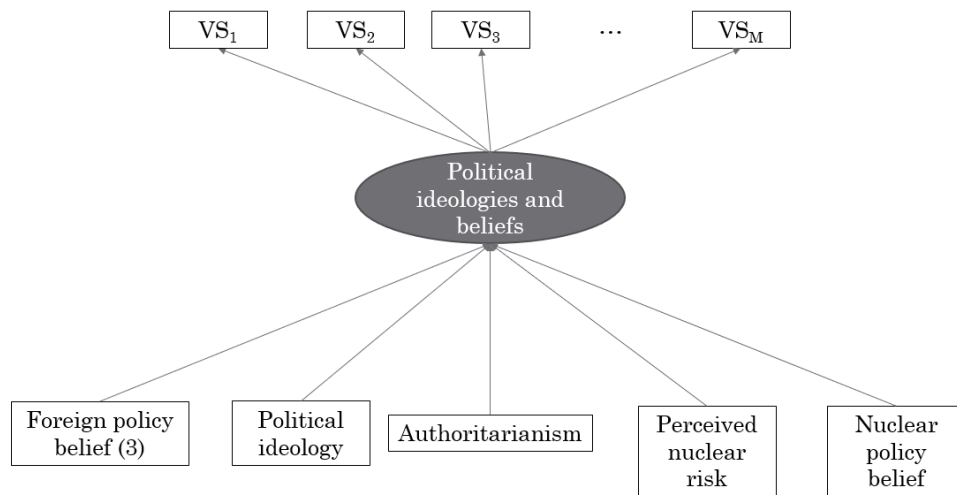 VS₁ VS₂ VS₃ ... VS_M
Political
ideologies and
beliefs
Foreign policy
belief (3)
Political
ideology
Authoritarianism
Perceived
nuclear
risk
Nuclear
policy
belief